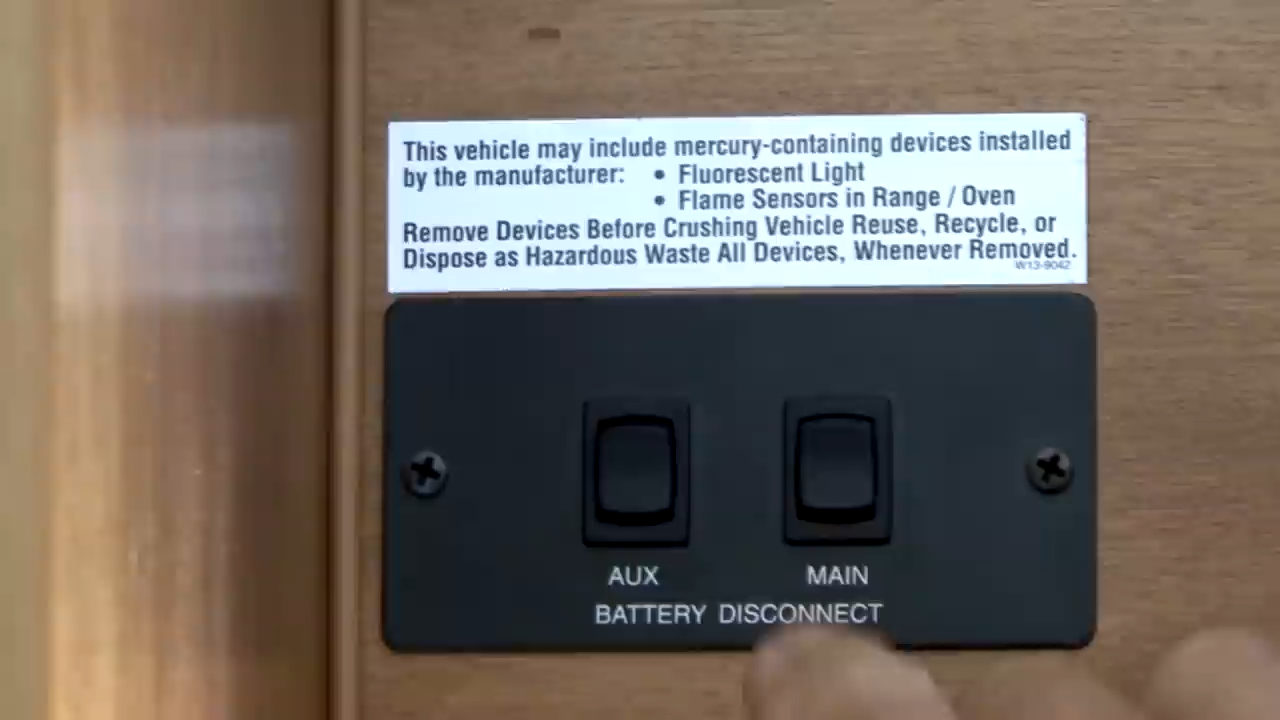 This vehicle may include mercury-containing devices installed
by the manufacturer: • Fluorescent Light
• Flame Sensors in Range / Oven
Remove Devices Before Crushing Vehicle Reuse, Recycle, or
Dispose as Hazardous Waste All Devices, Whenever Removed.
W13-9042
AUX MAIN
BATTERY DISCONNECT